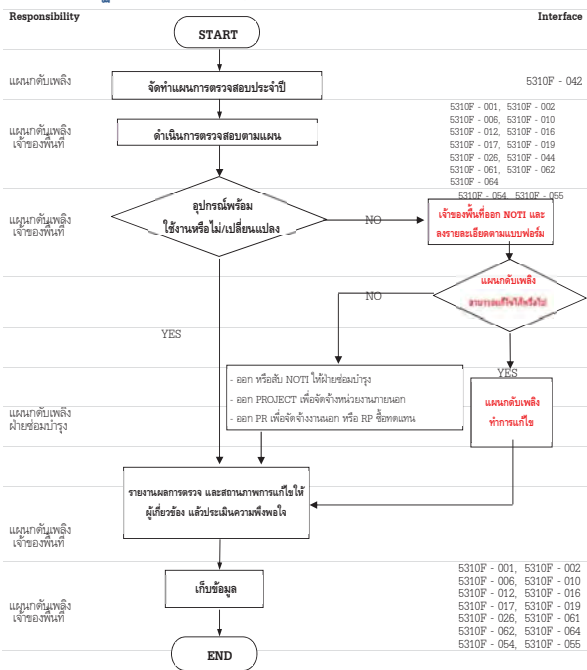 Responsibility
Interface
START
แผนกดับเพลิง
จัดทำแผนการตรวจสอบประจำปี
5310F - 042
แผนกดับเพลิง
เจ้าของพื้นที่
ดำเนินการตรวจสอบตามแผน
5310F - 001, 5310F - 002
5310F - 006, 5310F - 010
5310F - 012, 5310F - 016
5310F - 017, 5310F - 019
5310F - 026, 5310F - 044
5310F - 061, 5310F - 062
5310F - 064
5310F - 054, 5310F - 055
แผนกดับเพลิง
เจ้าของพื้นที่
อุปกรณ์พร้อม
ใช้งานหรือไม่/เปลี่ยนแปลง
NO
เจ้าของพื้นที่ออก NOTI และ
ลงรายละเอียดตามแบบฟอร์ม
แผนกดับเพลิง
สามารถแก้ไขได้หรือไม่
NO
YES
YES
แผนกดับเพลิง
ฝ่ายซ่อมบำรุง
- ออก หรือสับ NOTI ให้ฝ่ายซ่อมบำรุง
- ออก PROJECT เพื่อจัดจ้างหน่วยงานภายนอก
- ออก PR เพื่อจัดจ้างงานนอก หรือ RP ซื้อทดแทน
แผนกดับเพลิง
ทำการแก้ไข
แผนกดับเพลิง
เจ้าของพื้นที่
รายงานผลการตรวจ และสถานภาพการแก้ไขให้
ผู้เกี่ยวข้อง แล้วประเมินความพึงพอใจ
แผนกดับเพลิง
เจ้าของพื้นที่
เก็บข้อมูล
5310F - 001, 5310F - 002
5310F - 006, 5310F - 010
5310F - 012, 5310F - 016
5310F - 017, 5310F - 019
5310F - 026, 5310F - 061
5310F - 062, 5310F - 064
5310F - 054, 5310F - 055
END